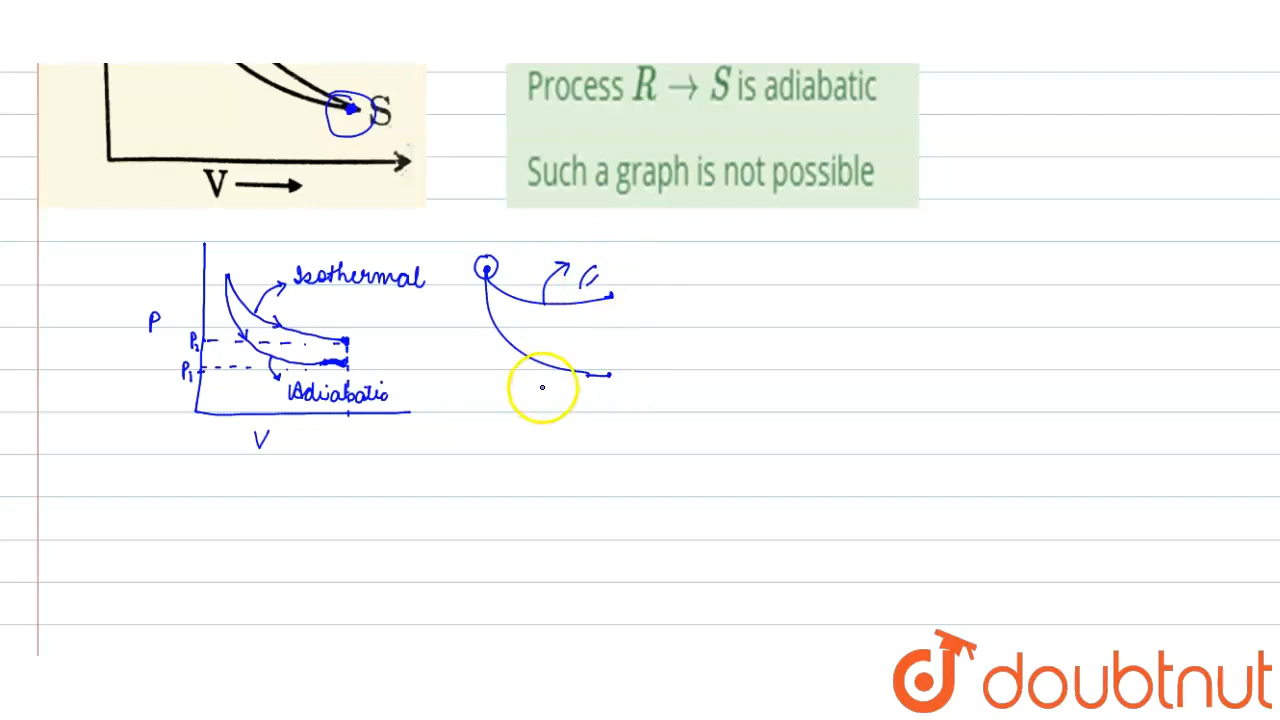 Process R → S is adiabatic
S
Such a graph is not possible
V
Isothermal
P
P₂
P₁
Adiabatic
V
doubtnut